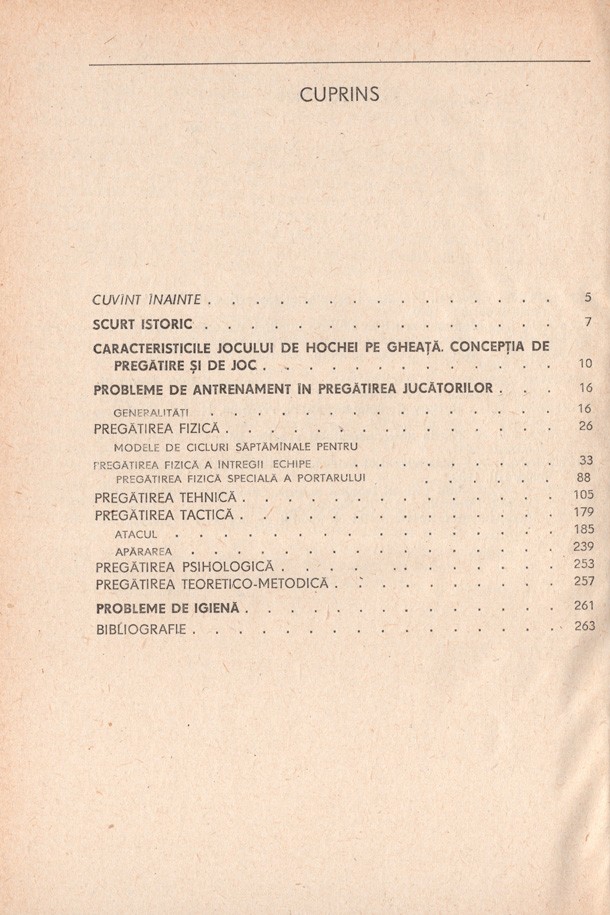 CUPRINS
CUVÎNT ÎNAINTE . . . . . . . . . . . . . . . 5
SCURT ISTORIC . . . . . . . . . . . . . . . 7
CARACTERISTICILE JOCULUI DE HOCHEI PE GHEAȚĂ. CONCEPȚIA DE
PREGĂTIRE ȘI DE JOC . . . . . . . . . . . . . 10
PROBLEME DE ANTRENAMENT ÎN PREGĂTIREA JUCĂTORILOR . . . 16
GENERALITĂȚI . . . . . . . . . . . . . . . 16
PREGĂTIREA FIZICĂ . . . . . . . . . . . . . . 26
MODELE DE CICLURI SĂPTĂMÎNALE PENTRU
PREGĂTIREA FIZICĂ A ÎNTREGII ECHIPE . . . . . . . . . . 33
PREGĂTIREA FIZICĂ SPECIALĂ A PORTARULUI . . . . . . 88
PREGĂTIREA TEHNICĂ . . . . . . . . . . . . . . 105
PREGĂTIREA TACTICĂ . . . . . . . . . . . . . . 179
ATACUL . . . . . . . . . . . . . . . . 185
APĂRAREA . . . . . . . . . . . . . . . 239
PREGĂTIREA PSIHOLOGICĂ . . . . . . . . . . . . 253
PREGĂTIREA TEORETICO-METODICĂ . . . . . . . . . . 257
PROBLEME DE IGIENĂ . . . . . . . . . . . . . . 261
BIBLIOGRAFIE . . . . . . . . . . . . . . . . 263